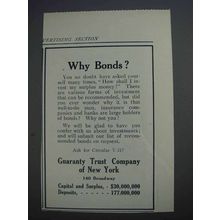 VERTISING SECTION
Why Bonds?
You no doubt have asked your-
self many times, "How shall I in-
vest my surplus money?" There
are various forms of investment
that can be recommended, but did
you ever wonder why it is that
well-to-do men, insurance com-
panies and banks are large holders
of bonds? Why not you?
We will be glad to have you
confer with us about investments;
and will submit our list of recom-
mended bonds on request.
Ask for Circular
Guaranty Trust Company
of New York
140 Broadway
Capital and Surplus, - $30,000,000
Deposits, - 177,000,000